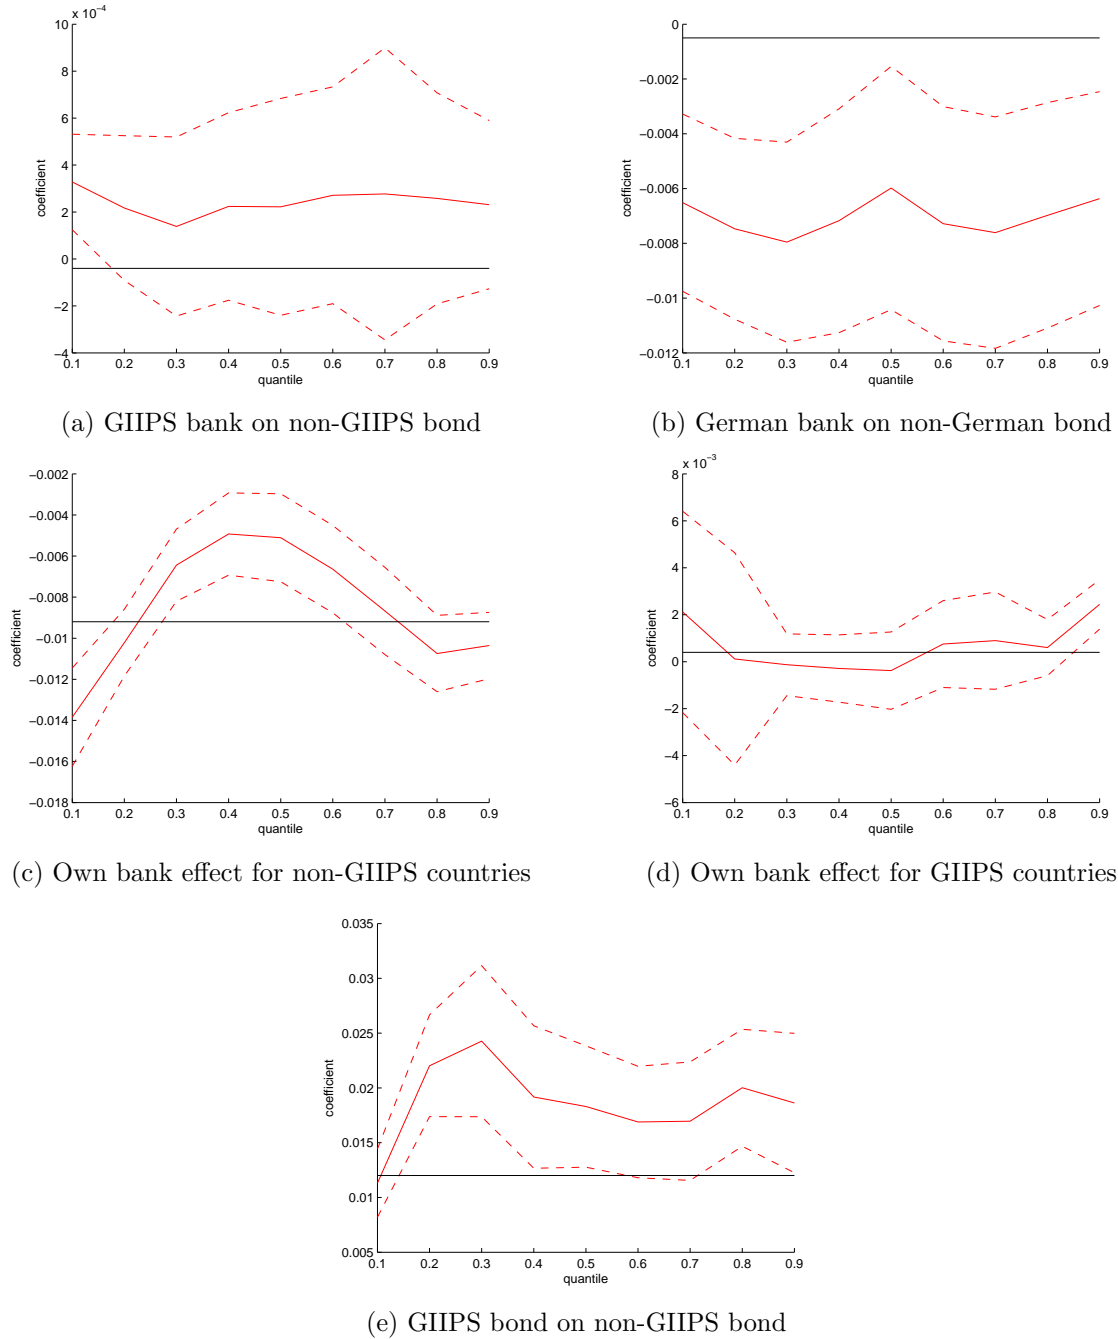 x 10⁻⁴
10
8
6
4
2
0
−2
−4
coefficient
0.1 0.2 0.3 0.4 0.5 0.6 0.7 0.8 0.9
quantile
(a) GIIPS bank on non-GIIPS bond
0
−0.002
−0.004
−0.006
−0.008
−0.01
−0.012
coefficient
0.1 0.2 0.3 0.4 0.5 0.6 0.7 0.8 0.9
quantile
(b) German bank on non-German bond
−0.002
−0.004
−0.006
−0.008
−0.01
−0.012
−0.014
−0.016
−0.018
coefficient
0.1 0.2 0.3 0.4 0.5 0.6 0.7 0.8 0.9
quantile
(c) Own bank effect for non-GIIPS countries
x 10⁻³
8
6
4
2
0
−2
−4
−6
coefficient
0.1 0.2 0.3 0.4 0.5 0.6 0.7 0.8 0.9
quantile
(d) Own bank effect for GIIPS countries
0.035
0.03
0.025
0.02
0.015
0.01
0.005
coefficient
0.1 0.2 0.3 0.4 0.5 0.6 0.7 0.8 0.9
quantile
(e) GIIPS bond on non-GIIPS bond